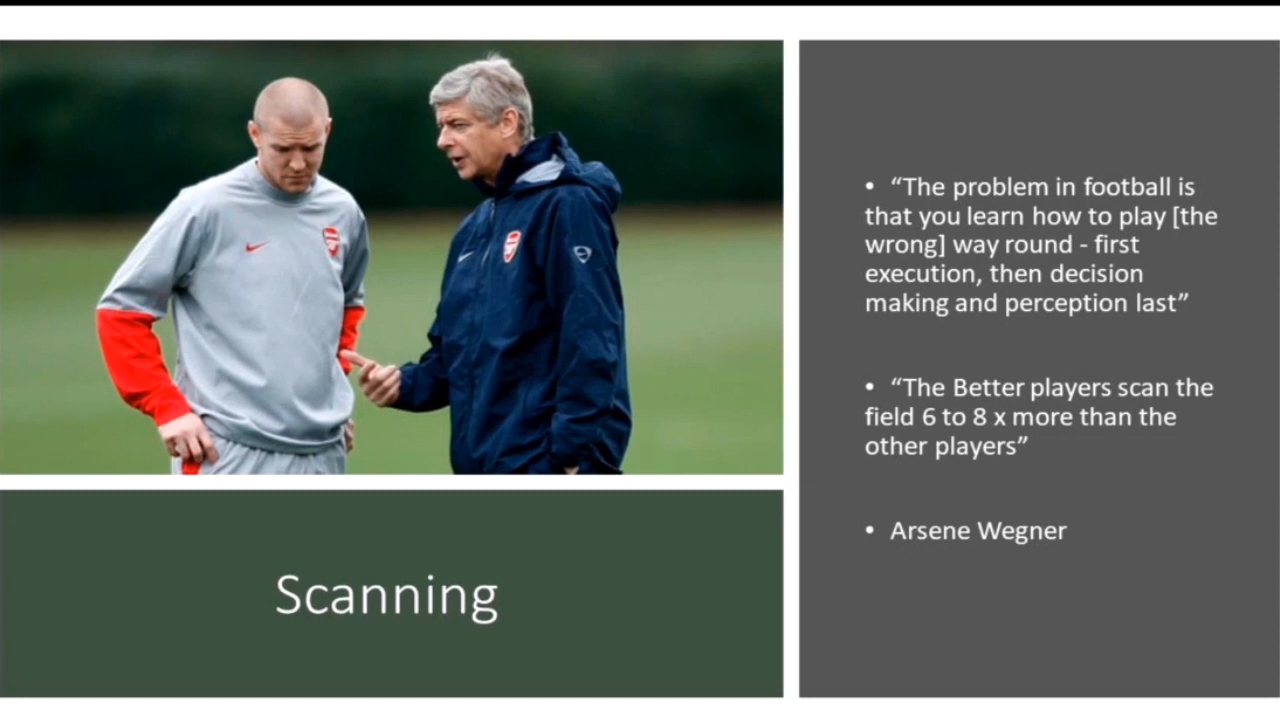 • “The problem in football is
that you learn how to play [the
wrong] way round - first
execution, then decision
making and perception last”
• “The Better players scan the
field 6 to 8 x more than the
other players”
• Arsene Wegner
Scanning